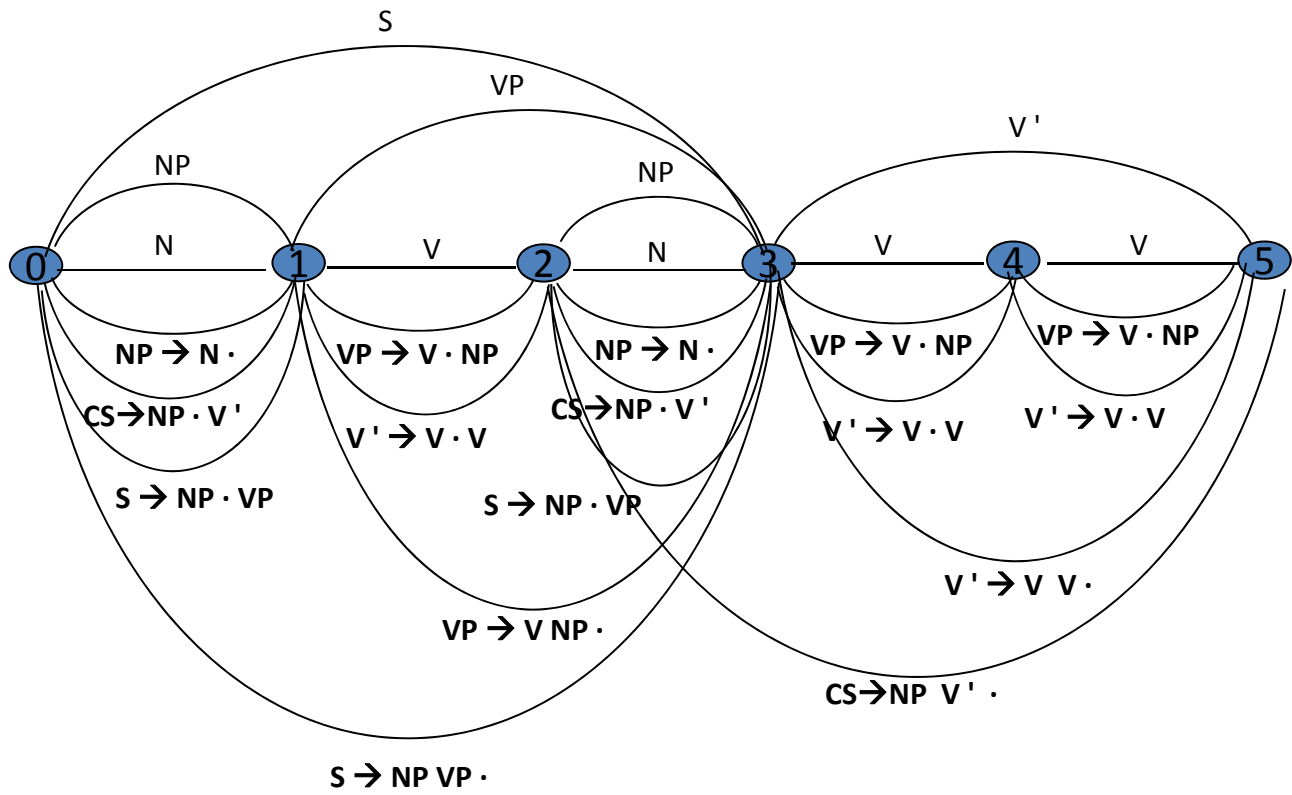 S
VP
V '
NP
NP
N
V
N
V
V
0
1
2
3
4
5
NP → N ·
VP → V · NP
NP → N ·
VP → V · NP
VP → V · NP
CS→NP · V '
V ' → V · V
CS→NP · V '
V ' → V · V
V ' → V · V
S → NP · VP
S → NP · VP
V ' → V V ·
VP → V NP ·
CS→NP V ' ·
S → NP VP ·